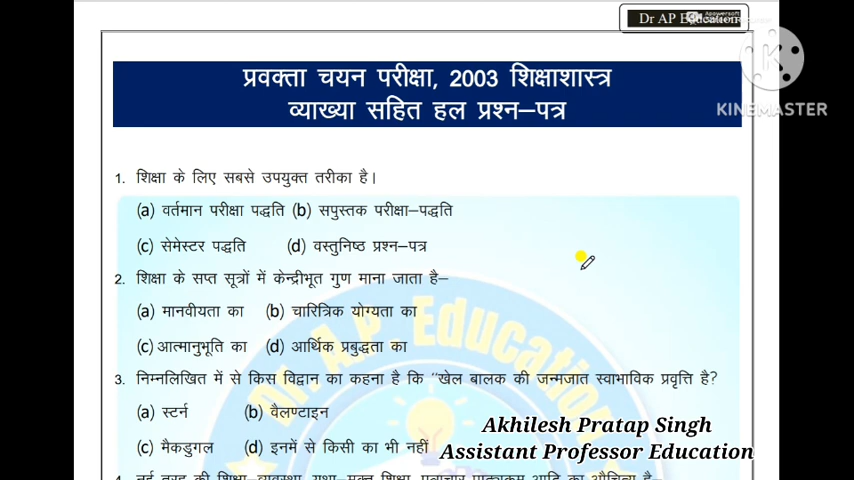 Dr AP Education
KINEMASTER
प्रवक्ता चयन परीक्षा, 2003 शिक्षाशास्त्र
व्याख्या सहित हल प्रश्न–पत्र
1. शिक्षा के लिए सबसे उपयुक्त तरीका है।
(a) वर्तमान परीक्षा पद्धति (b) सपुस्तक परीक्षा–पद्धति
(c) सेमेस्टर पद्धति (d) वस्तुनिष्ठ प्रश्न–पत्र
2. शिक्षा के सप्त सूत्रों में केन्द्रीभूत गुण माना जाता है–
(a) मानवीयता का (b) चारित्रिक योग्यता का
(c) आत्मानुभूति का (d) आर्थिक प्रबुद्धता का
3. निम्नलिखित में से किस विद्वान का कहना है कि "खेल बालक की जन्मजात स्वाभाविक प्रवृत्ति है?
(a) स्टर्न (b) वैलण्टाइन
(c) मैकडुगल (d) इनमें से किसी का भी नहीं
Dr. A.P. Education
Akhilesh Pratap Singh
Assistant Professor Education